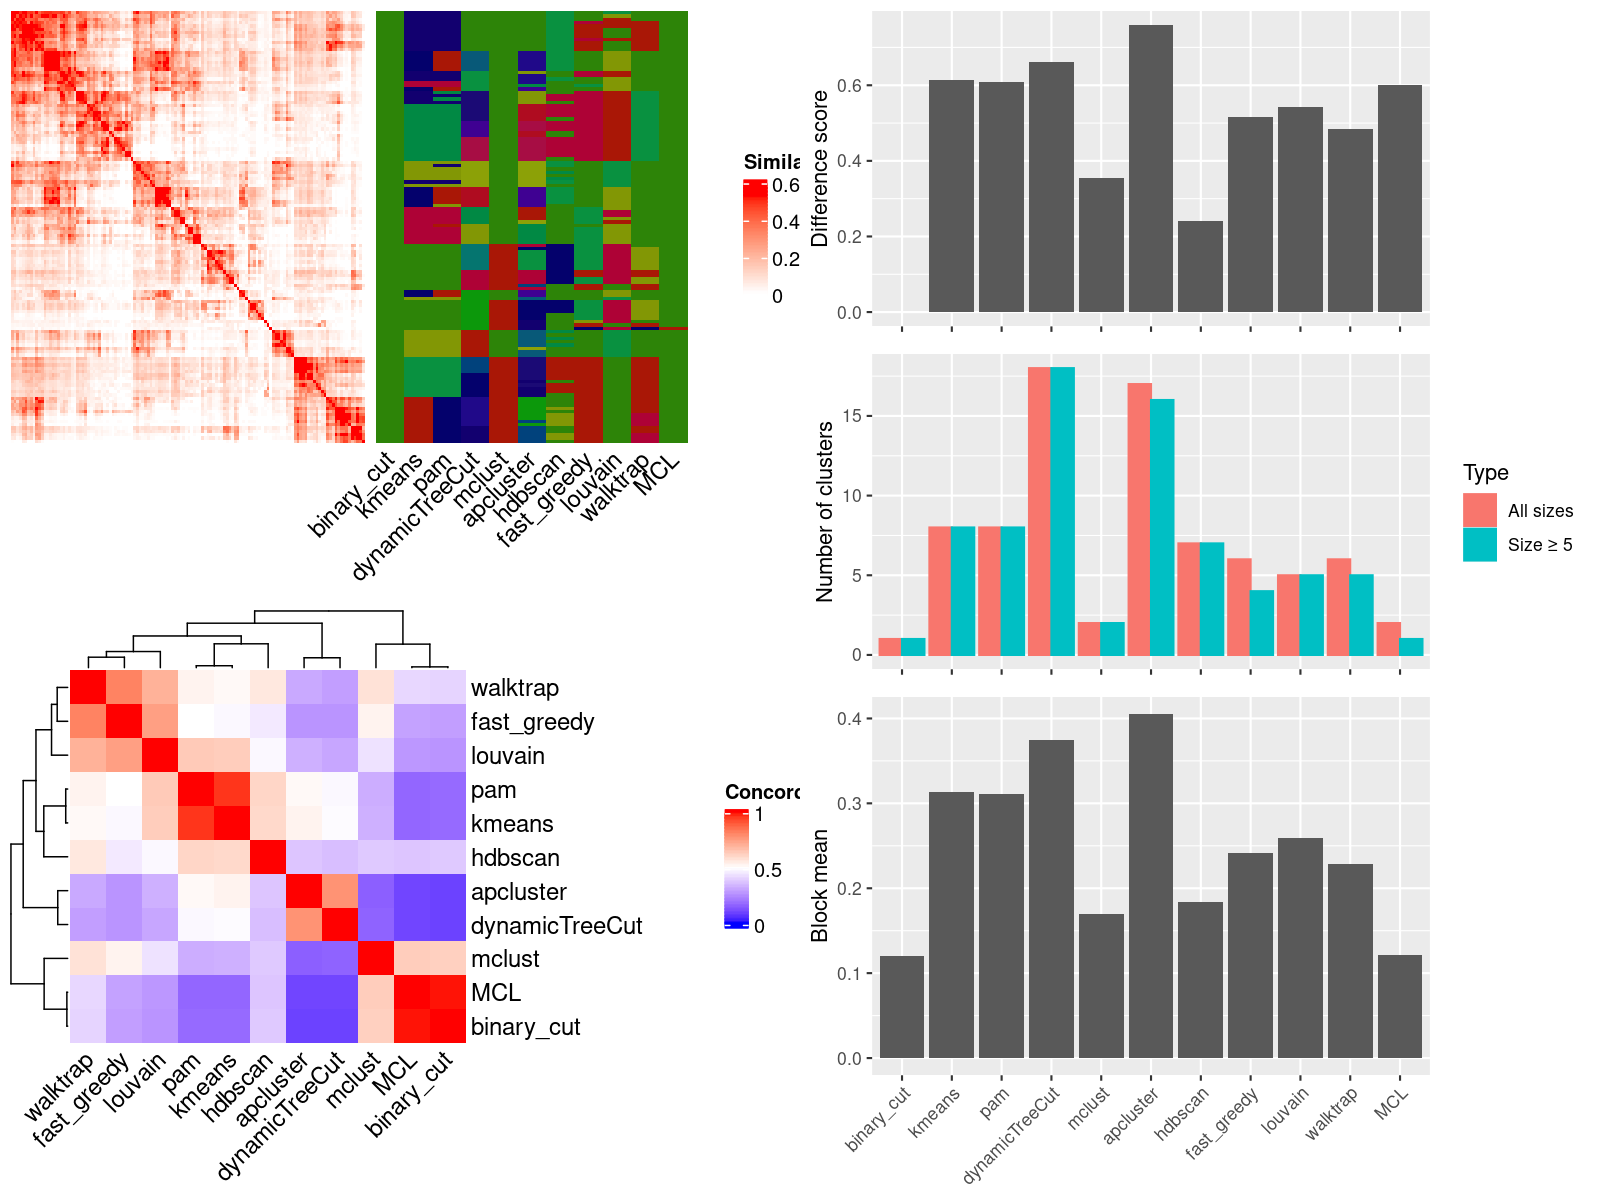 Simila
0.6
0.4
0.2
0
binary_cut
kmeans
pam
dynamicTreeCut
mclust
apcluster
hdbscan
fast_greedy
louvain
walktrap
MCL
Difference score
0.6
0.4
0.2
0.0
Number of clusters
15
10
5
0
Type
All sizes
Size ≥ 5
walktrap
fast_greedy
louvain
pam
kmeans
hdbscan
apcluster
dynamicTreeCut
mclust
MCL
binary_cut
walktrap
fast_greedy
louvain
pam
kmeans
hdbscan
apcluster
dynamicTreeCut
mclust
MCL
binary_cut
Concord
1
0.5
0
Block mean
0.4
0.3
0.2
0.1
0.0
binary_cut
kmeans
pam
dynamicTreeCut
mclust
apcluster
hdbscan
fast_greedy
louvain
walktrap
MCL